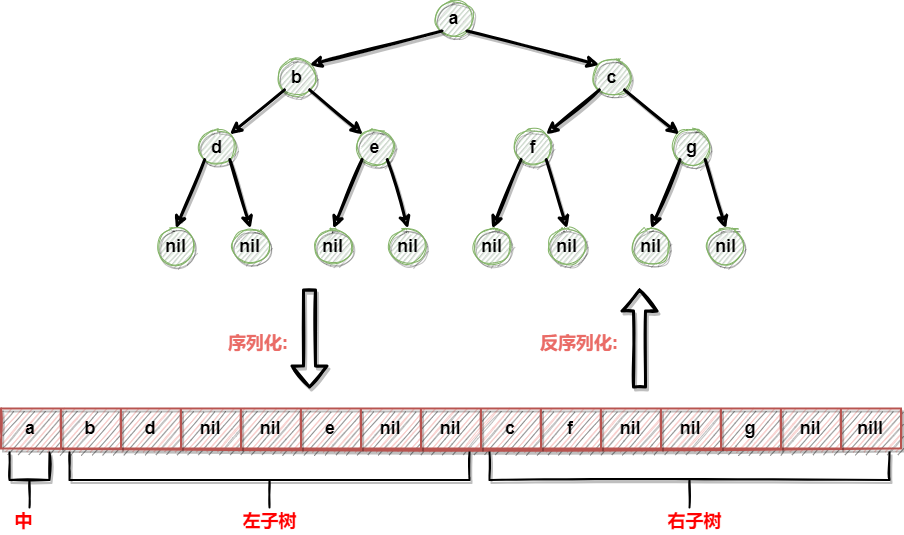 a
b c
d e f g
nil nil nil nil nil nil nil nil
序列化: 反序列化:
a b d nil nil e nil nil c f nil nil g nil nill
中 左子树 右子树